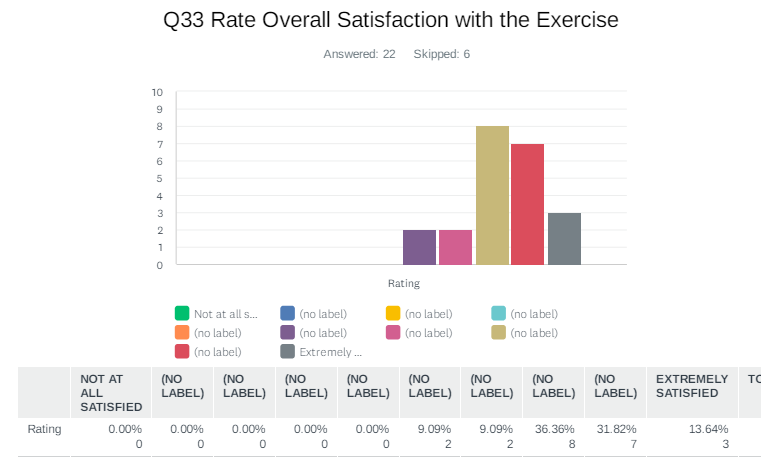 Q33 Rate Overall Satisfaction with the Exercise
Answered: 22 Skipped: 6
10
9
8
7
6
5
4
3
2
1
0
Rating
Not at all s... (no label) (no label) (no label)
(no label) (no label) (no label) (no label)
(no label) Extremely ...
NOT AT (NO (NO (NO (NO (NO (NO (NO (NO EXTREMELY TO
ALL LABEL) LABEL) LABEL) LABEL) LABEL) LABEL) LABEL) LABEL) SATISFIED
SATISFIED
Rating 0.00% 0.00% 0.00% 0.00% 0.00% 9.09% 9.09% 36.36% 31.82% 13.64%
0 0 0 0 0 2 2 8 7 3